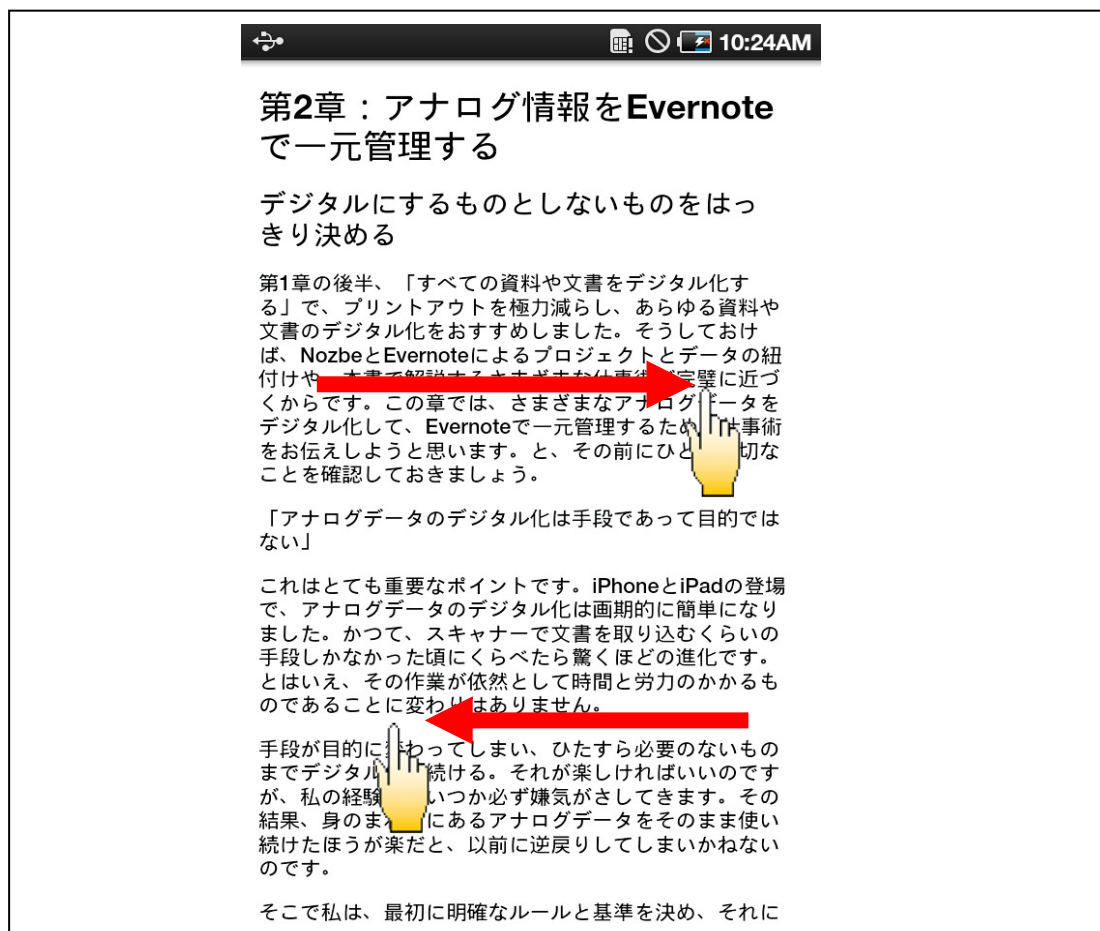 10:24AM
第2章：アナログ情報をEvernote
で一元管理する
デジタルにするものとしないものをはっ
きり決める
第1章の後半、「すべての資料や文書をデジタル化す
る」で、プリントアウトを極力減らし、あらゆる資料や
文書のデジタル化をおすすめしました。そうしておけ
ば、NozbeとEvernoteによるプロジェクトとデータの紐
付けや、本書で解説するさまざまな仕事術が完璧に近づ
くからです。この章では、さまざまなアナログデータを
デジタル化して、Evernoteで一元管理するため 仕事術
をお伝えしようと思います。と、その前にひと 切な
ことを確認しておきましょう。
「アナログデータのデジタル化は手段であって目的では
ない」
これはとても重要なポイントです。iPhoneとiPadの登場
で、アナログデータのデジタル化は画期的に簡単になり
ました。かつて、スキャナーで文書を取り込むくらいの
手段しかなかった頃にくらべたら驚くほどの進化です。
とはいえ、その作業が依然として時間と労力のかかるも
のであることに変わりはありません。
手段が目的に変わってしまい、ひたすら必要のないもの
までデジタル 続ける。それが楽しければいいのです
が、私の経験 いつか必ず嫌気がさしてきます。その
結果、身のまわ にあるアナログデータをそのまま使い
続けたほうが楽だと、以前に逆戻りしてしまいかねない
のです。
そこで私は、最初に明確なルールと基準を決め、それに